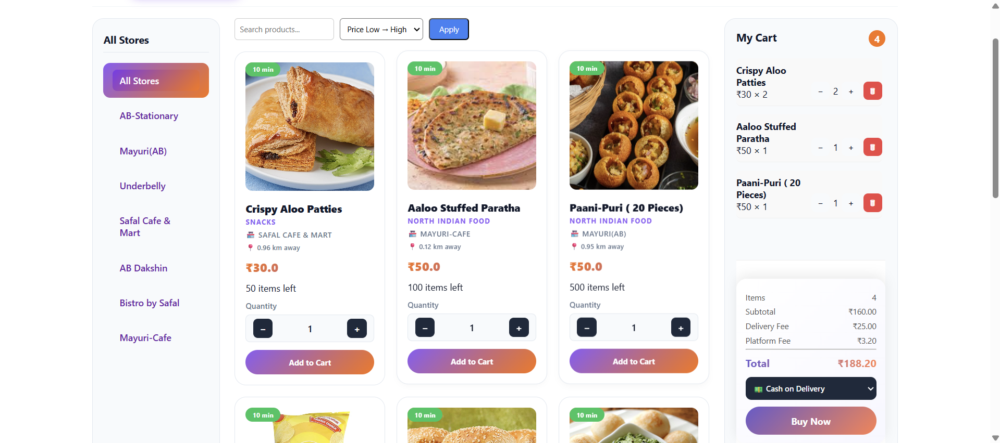 All Stores
All Stores
AB-Stationary
Mayuri(AB)
Underbelly
Safal Cafe &
Mart
AB Dakshin
Bistro by Safal
Mayuri-Cafe
Search products...
Price Low → High
Apply
10 min
Crispy Aloo Patties
SNACKS
SAFAL CAFE & MART
0.96 km away
₹30.0
50 items left
Quantity
− 1 +
Add to Cart
10 min
Aaloo Stuffed Paratha
NORTH INDIAN FOOD
MAYURI-CAFE
0.12 km away
₹50.0
100 items left
Quantity
− 1 +
Add to Cart
10 min
Paani-Puri ( 20 Pieces)
NORTH INDIAN FOOD
MAYURI(AB)
0.95 km away
₹50.0
500 items left
Quantity
− 1 +
Add to Cart
10 min
10 min
10 min
My Cart
4
Crispy Aloo
Patties
₹30 × 2
− 2 +
Aaloo Stuffed
Paratha
₹50 × 1
− 1 +
Paani-Puri ( 20
Pieces)
₹50 × 1
− 1 +
Items 4
Subtotal ₹160.00
Delivery Fee ₹25.00
Platform Fee ₹3.20
Total ₹188.20
Cash on Delivery
Buy Now